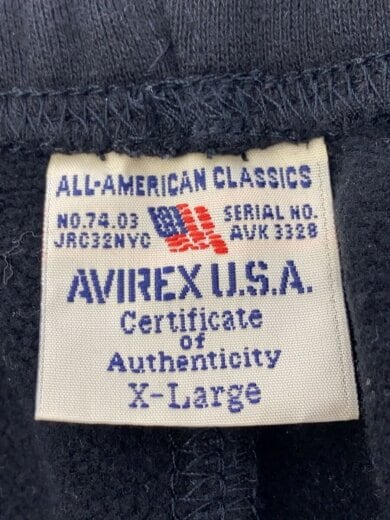 ALL-AMERICAN CLASSICS
NO.74.03 SERIAL NO.
JRC32NYC AVK 3328
AVIREX U.S.A.
Certificate
of
Authenticity
X-Large